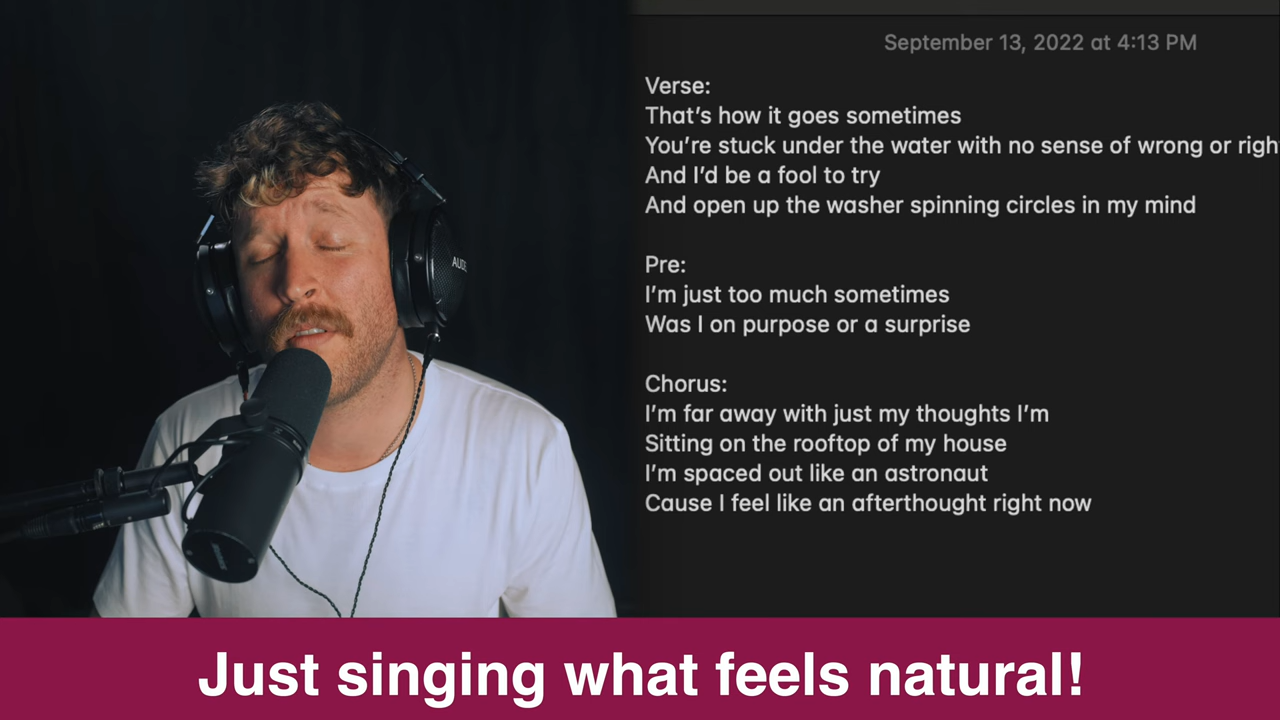 September 13, 2022 at 4:13 PM
Verse:
That's how it goes sometimes
You're stuck under the water with no sense of wrong or righ
And I'd be a fool to try
And open up the washer spinning circles in my mind
Pre:
I'm just too much sometimes
Was I on purpose or a surprise
Chorus:
I'm far away with just my thoughts I'm
Sitting on the rooftop of my house
I'm spaced out like an astronaut
Cause I feel like an afterthought right now
Just singing what feels natural!